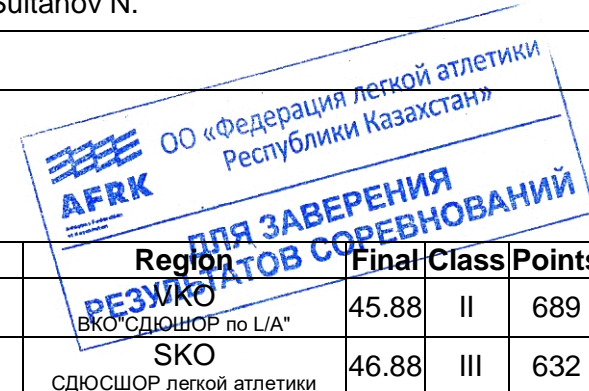 Sultanov N.
ОО «Федерация легкой атлетики
Республики Казахстан»
AFRK
ДЛЯ ЗАВЕРЕНИЯ
РЕЗУЛЬТАТОВ СОРЕВНОВАНИЙ
Region Final Class Points
VKO 45.88 II 689
ВКО"СДЮШОР по L/A"
SKO 46.88 III 632
СДЮСШОР легкой атлетики